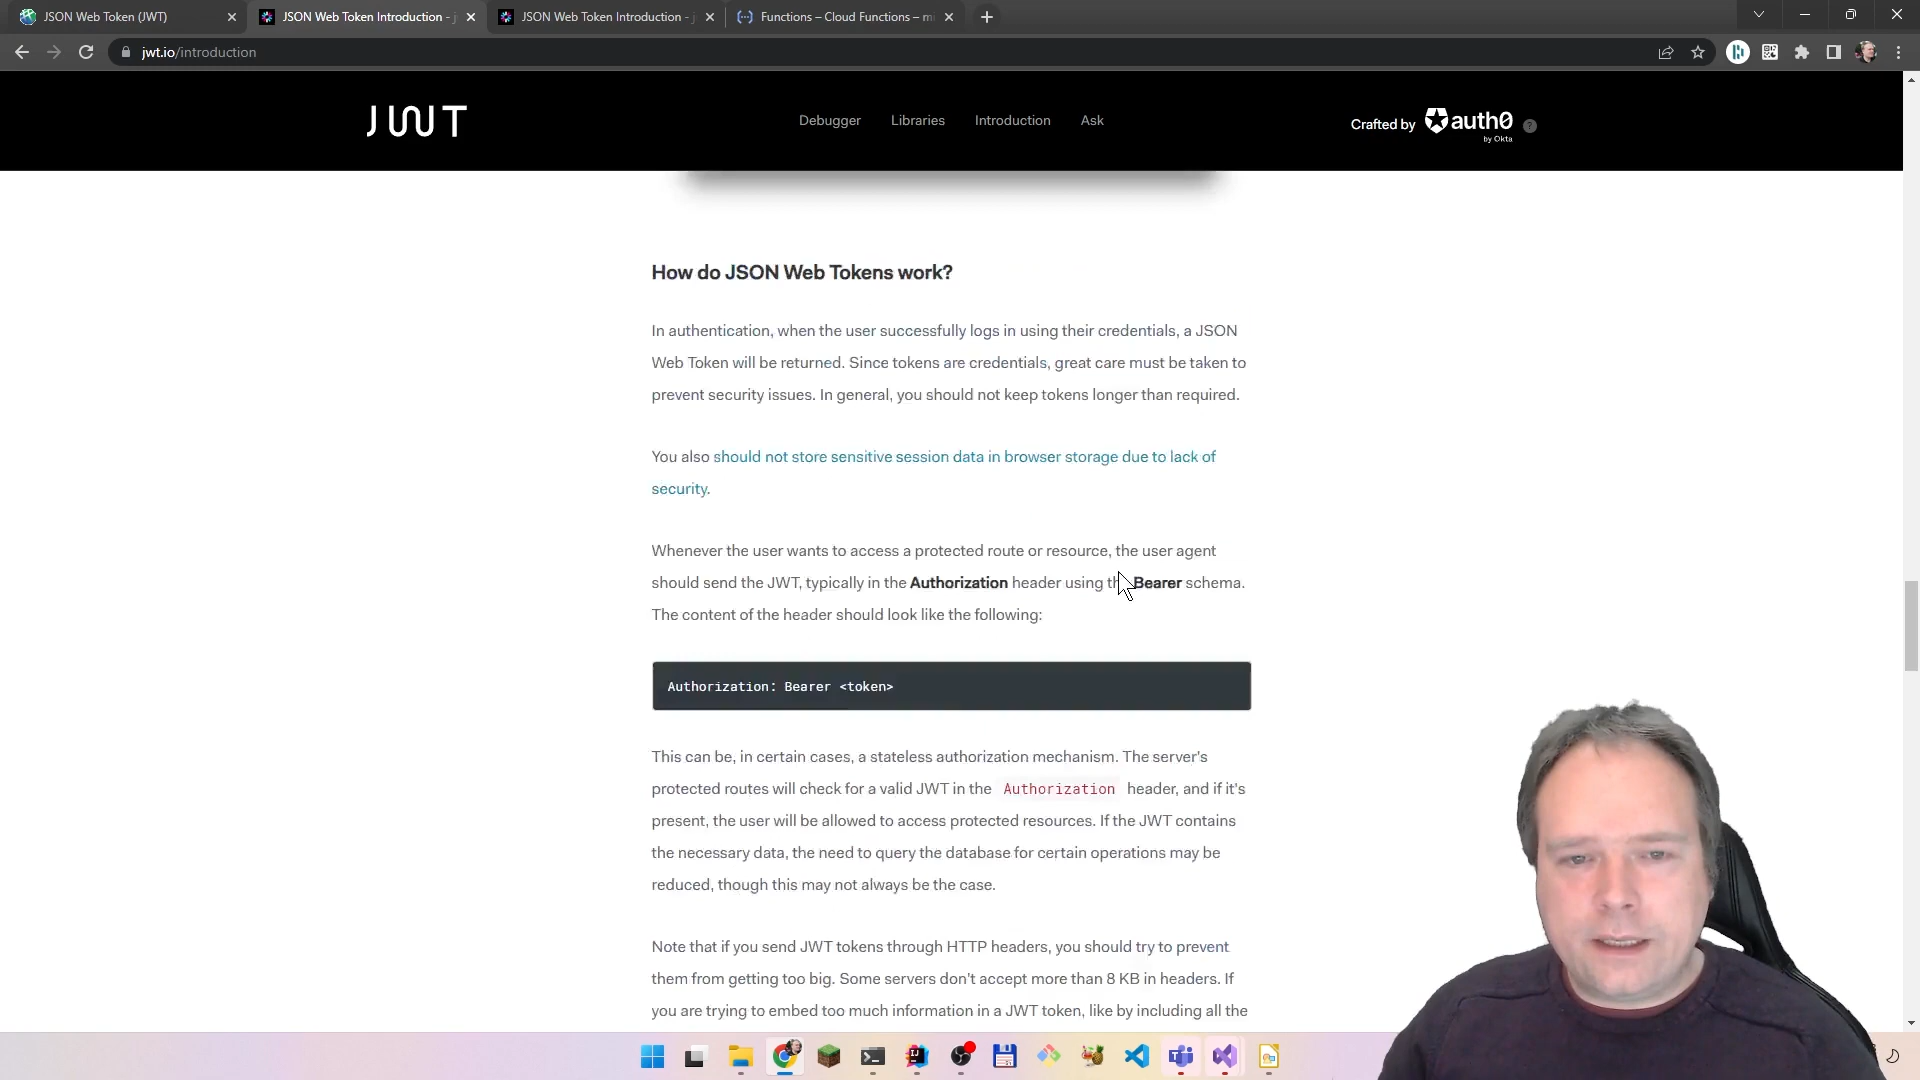 JSON Web Token (JWT)
JSON Web Token Introduction - j
JSON Web Token Introduction - j
Functions – Cloud Functions – mi
jwt.io/introduction
JWT
Debugger
Libraries
Introduction
Ask
Crafted by
auth0
by Okta
?
How do JSON Web Tokens work?
In authentication, when the user successfully logs in using their credentials, a JSON
Web Token will be returned. Since tokens are credentials, great care must be taken to
prevent security issues. In general, you should not keep tokens longer than required.
You also should not store sensitive session data in browser storage due to lack of
security.
Whenever the user wants to access a protected route or resource, the user agent
should send the JWT, typically in the Authorization header using th Bearer schema.
The content of the header should look like the following:
Authorization: Bearer <token>
This can be, in certain cases, a stateless authorization mechanism. The server's
protected routes will check for a valid JWT in the Authorization header, and if it's
present, the user will be allowed to access protected resources. If the JWT contains
the necessary data, the need to query the database for certain operations may be
reduced, though this may not always be the case.
Note that if you send JWT tokens through HTTP headers, you should try to prevent
them from getting too big. Some servers don't accept more than 8 KB in headers. If
you are trying to embed too much information in a JWT token, like by including all the